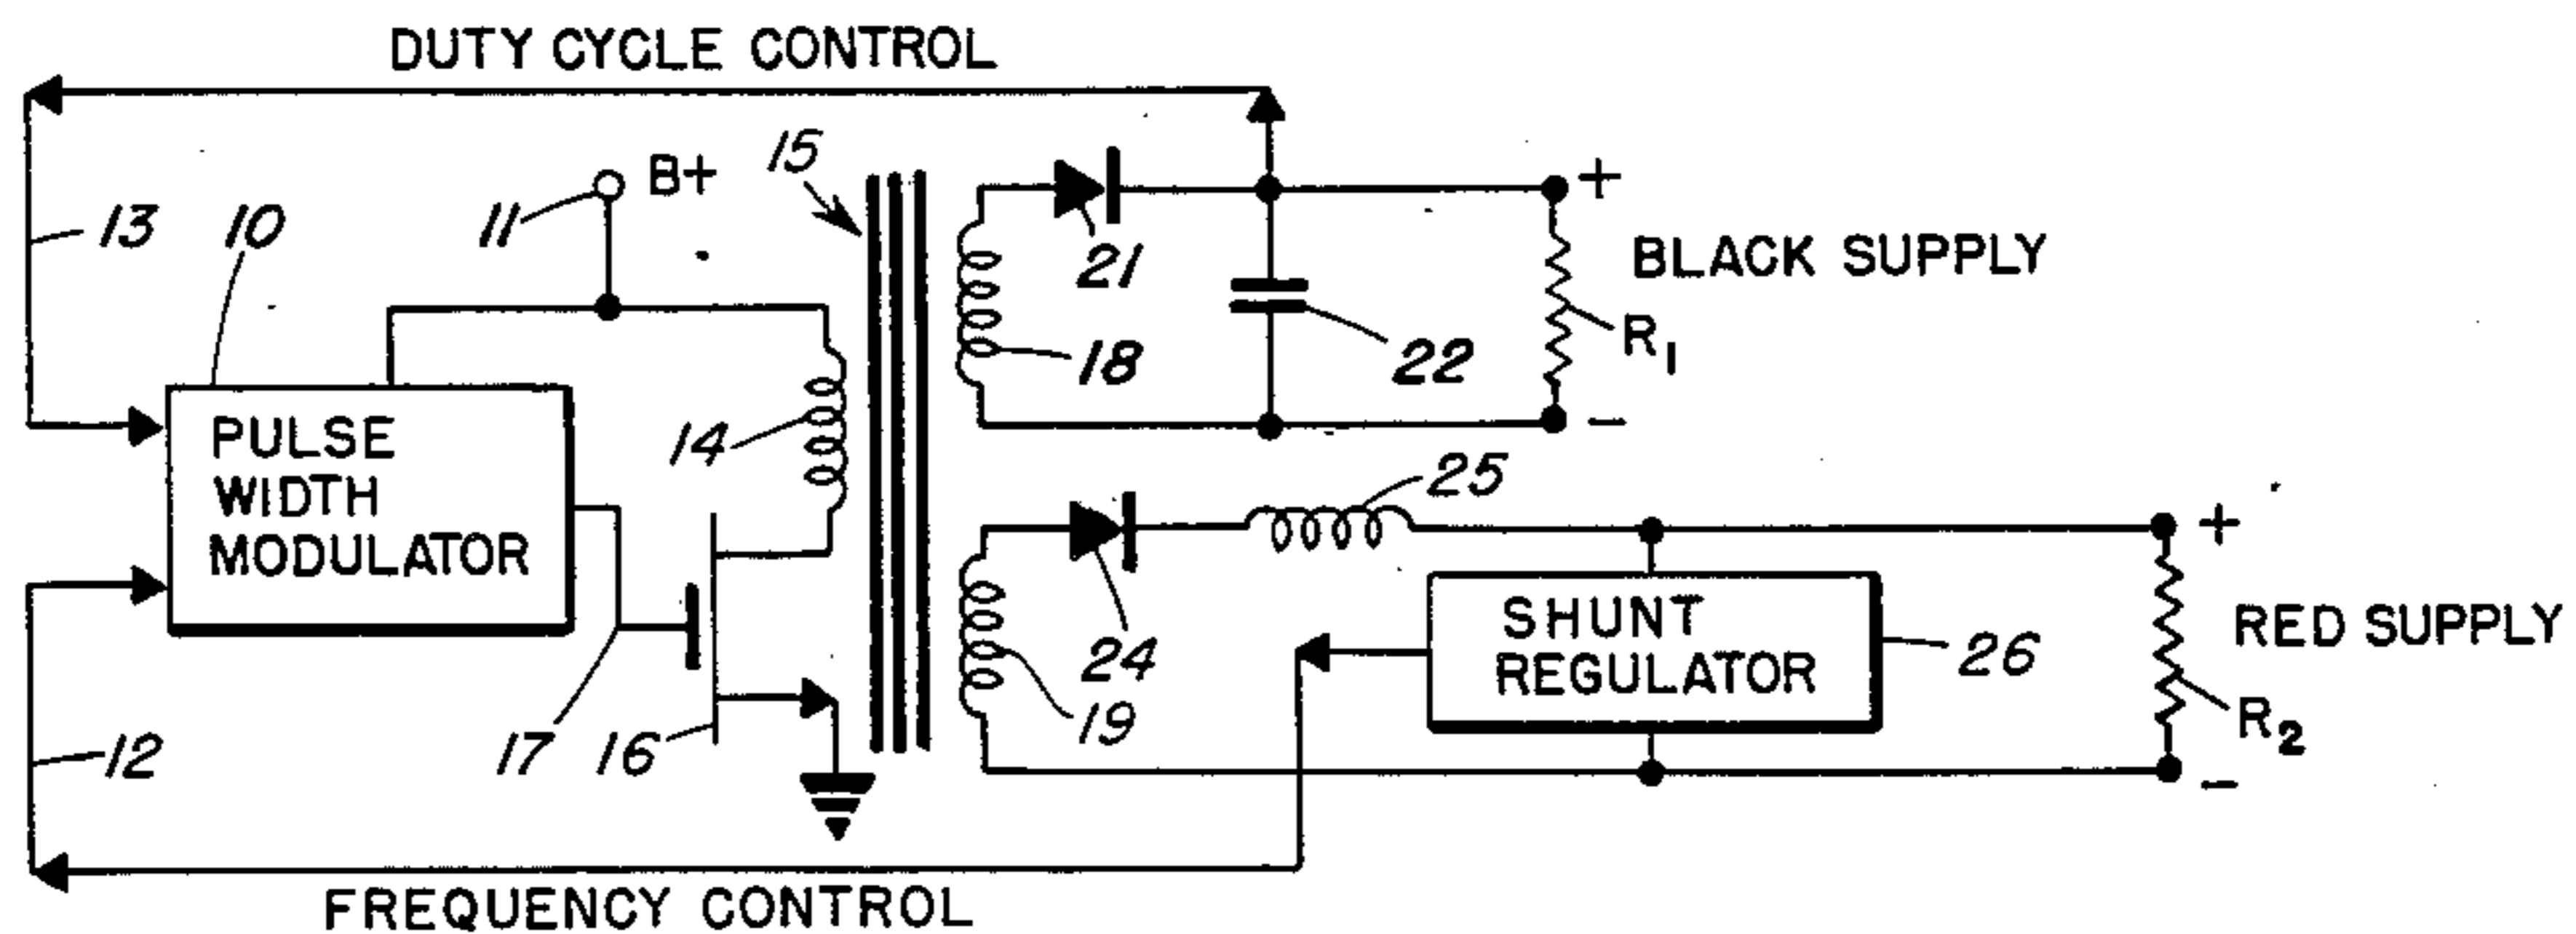 DUTY CYCLE CONTROL
15
B+
+
13
10
11
21
BLACK SUPPLY
R1
18
22
14
PULSE
WIDTH
MODULATOR
-
25
+
SHUNT
REGULATOR
RED SUPPLY
24
26
19
R2
17
16
12
-
FREQUENCY CONTROL